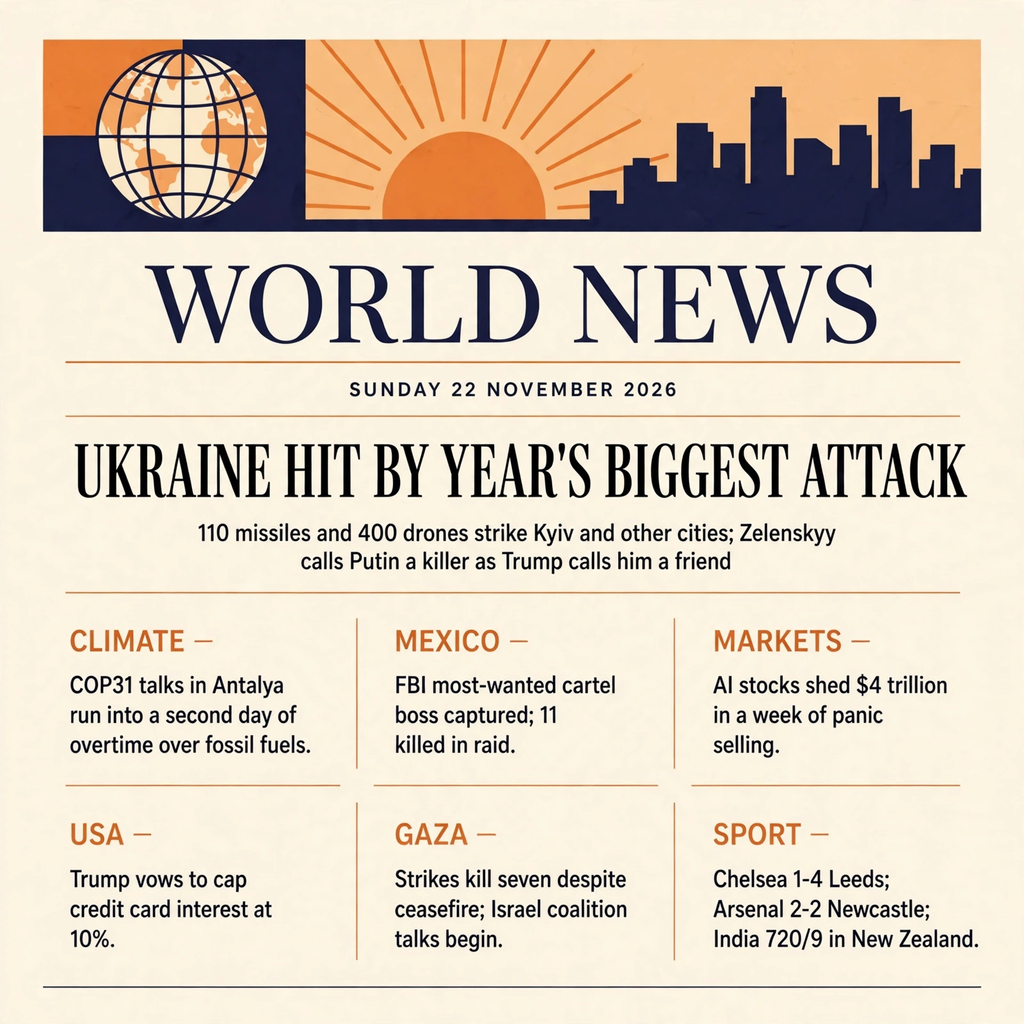 WORLD NEWS
SUNDAY 22 NOVEMBER 2026
UKRAINE HIT BY YEAR'S BIGGEST ATTACK
110 missiles and 400 drones strike Kyiv and other cities; Zelenskyy
calls Putin a killer as Trump calls him a friend
CLIMATE —
COP31 talks in Antalya
run into a second day of
overtime over fossil fuels.
MEXICO —
FBI most-wanted cartel
boss captured; 11
killed in raid.
MARKETS —
AI stocks shed $4 trillion
in a week of panic
selling.
USA —
Trump vows to cap
credit card interest at
10%.
GAZA —
Strikes kill seven despite
ceasefire; Israel coalition
talks begin.
SPORT —
Chelsea 1-4 Leeds;
Arsenal 2-2 Newcastle;
India 720/9 in New Zealand.